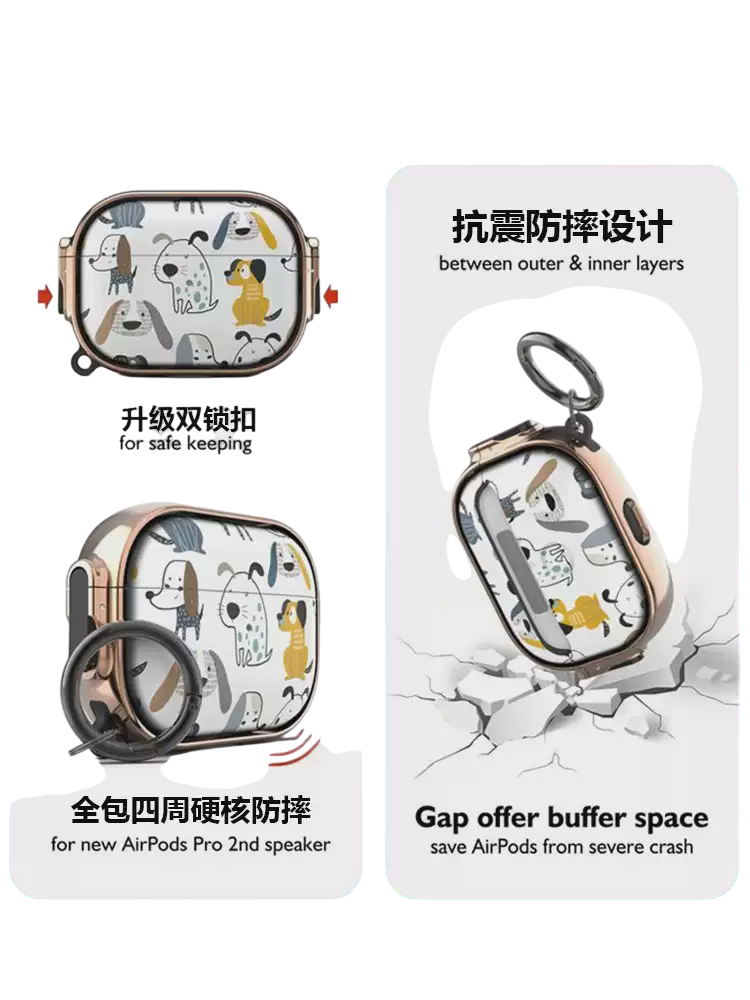 升级双锁扣
for safe keeping
全包四周硬核防摔
for new AirPods Pro 2nd speaker
抗震防摔设计
between outer & inner layers
Gap offer buffer space
save AirPods from severe crash